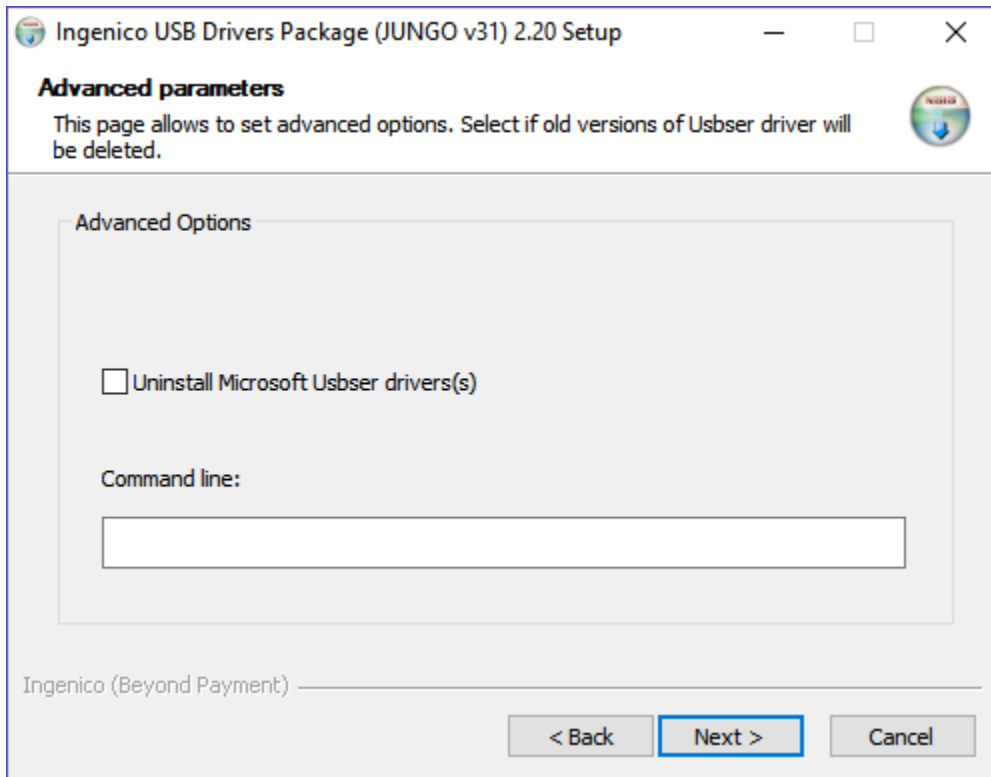 Ingenico USB Drivers Package (JUNGO v31) 2.20 Setup
Advanced parameters
This page allows to set advanced options. Select if old versions of Usbser driver will
be deleted.
Advanced Options
Uninstall Microsoft Usbser drivers(s)
Command line:
Ingenico (Beyond Payment)
< Back
Next >
Cancel